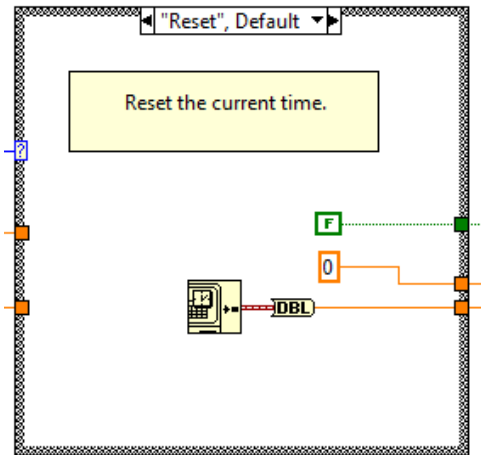 "Reset", Default
Reset the current time.
?
F
0
DBL